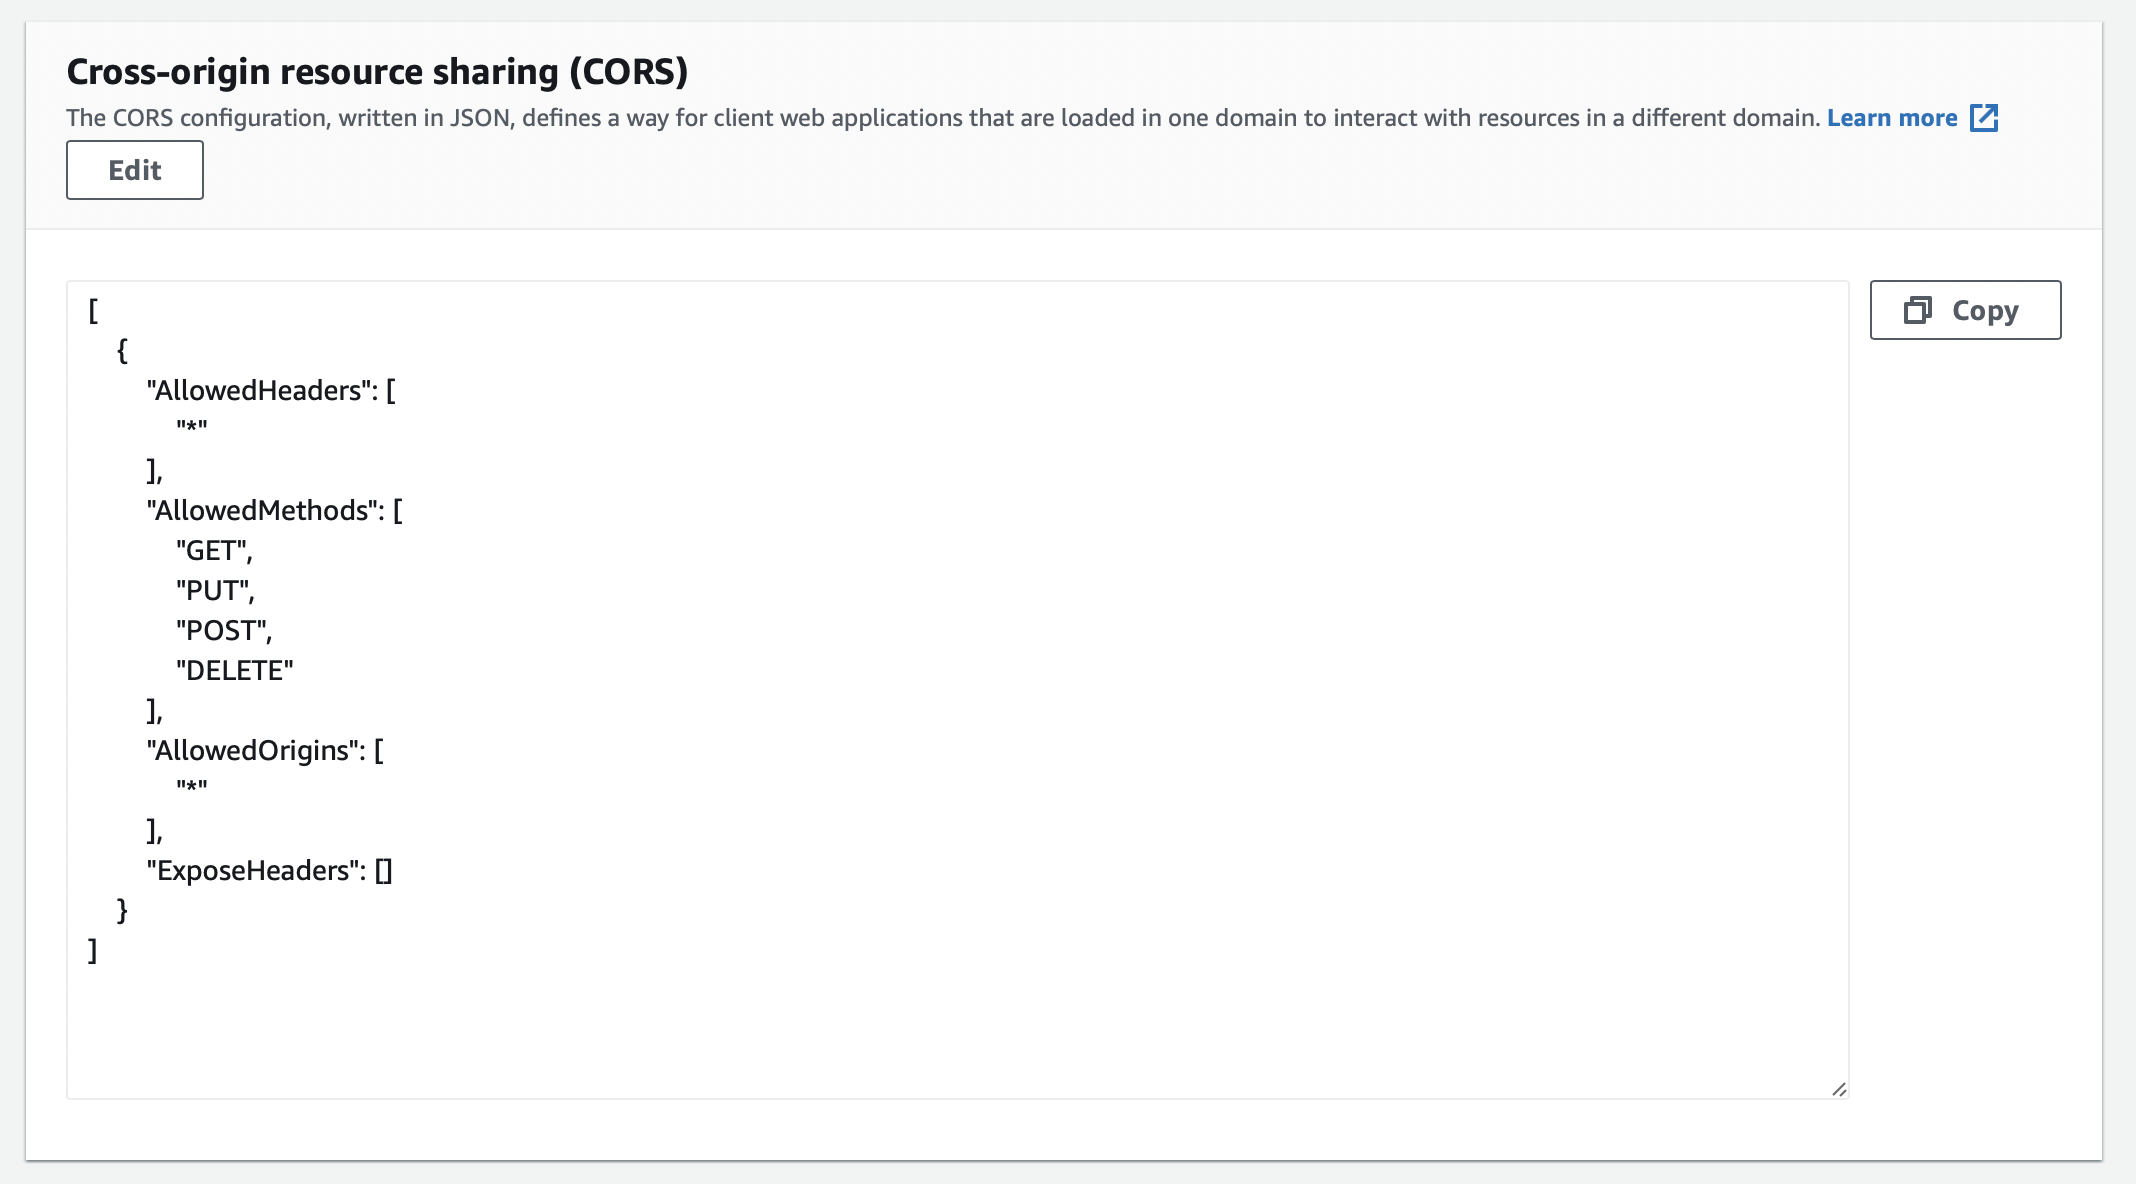 Cross-origin resource sharing (CORS)
The CORS configuration, written in JSON, defines a way for client web applications that are loaded in one domain to interact with resources in a different domain. Learn more
Edit
[
  {
    "AllowedHeaders": [
      "*"
    ],
    "AllowedMethods": [
      "GET",
      "PUT",
      "POST",
      "DELETE"
    ],
    "AllowedOrigins": [
      "*"
    ],
    "ExposeHeaders": []
  }
]
Copy